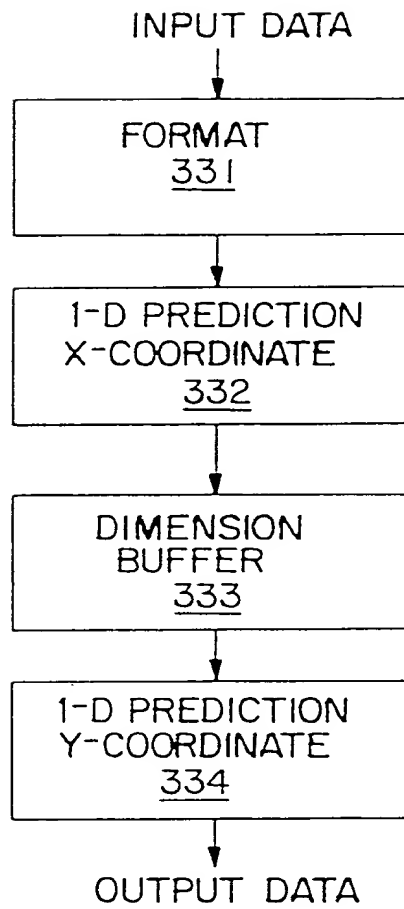 INPUT DATA
FORMAT
331
1-D PREDICTION
X-COORDINATE
332
DIMENSION
BUFFER
333
1-D PREDICTION
Y-COORDINATE
334
OUTPUT DATA